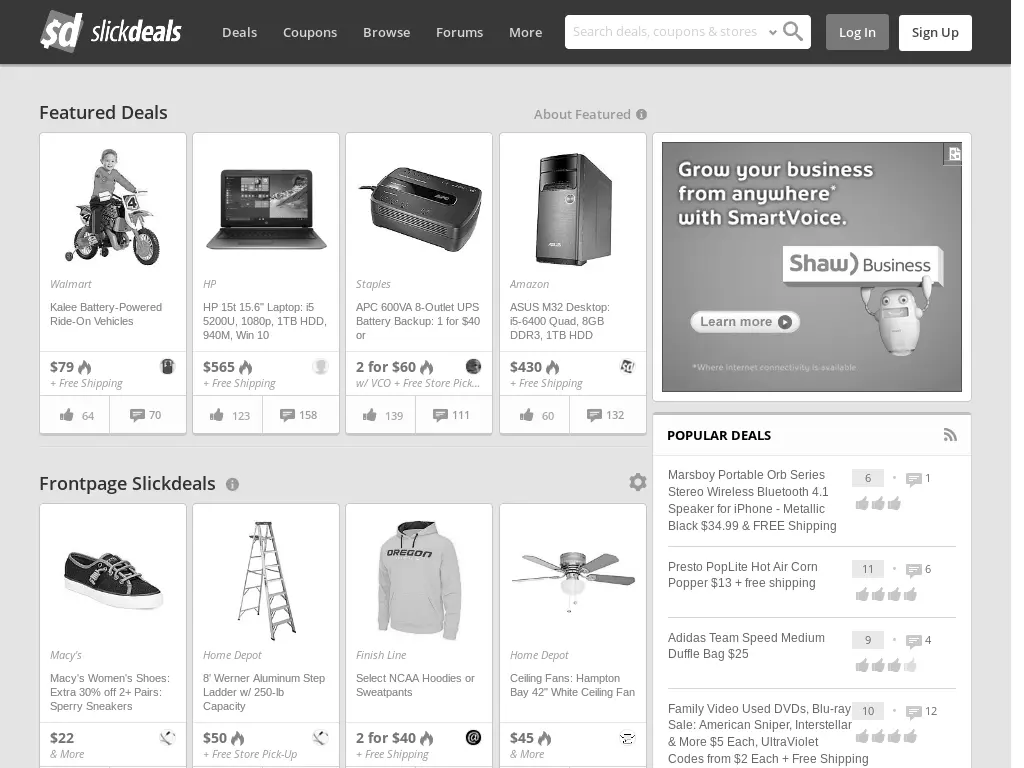 slickdeals
Deals
Coupons
Browse
Forums
More
Search deals, coupons & stores
Log In
Sign Up
Featured Deals
About Featured
Walmart
Kalee Battery-Powered
Ride-On Vehicles
$79
+ Free Shipping
64
70
HP
HP 15t 15.6" Laptop: i5
5200U, 1080p, 1TB HDD,
940M, Win 10
$565
+ Free Shipping
123
158
Staples
APC 600VA 8-Outlet UPS
Battery Backup: 1 for $40
or
2 for $60
w/ VCO + Free Store Pick...
139
111
Amazon
ASUS M32 Desktop:
i5-6400 Quad, 8GB
DDR3, 1TB HDD
$430
+ Free Shipping
60
132
Grow your business
from anywhere*
with SmartVoice.
Shaw) Business
Learn more
*Where Internet connectivity is available
Frontpage Slickdeals
Macy's
Macy's Women's Shoes:
Extra 30% off 2+ Pairs:
Sperry Sneakers
$22
& More
Home Depot
8' Werner Aluminum Step
Ladder w/ 250-lb
Capacity
$50
+ Free Store Pick-Up
OREGON
Finish Line
Select NCAA Hoodies or
Sweatpants
2 for $40
+ Free Shipping
Home Depot
Ceiling Fans: Hampton
Bay 42" White Ceiling Fan
$45
& More
POPULAR DEALS
Marsboy Portable Orb Series
Stereo Wireless Bluetooth 4.1
Speaker for iPhone - Metallic
Black $34.99 & FREE Shipping
6
1
Presto PopLite Hot Air Corn
Popper $13 + free shipping
11
6
Adidas Team Speed Medium
Duffle Bag $25
9
4
Family Video Used DVDs, Blu-ray
Sale: American Sniper, Interstellar
& More $5 Each, UltraViolet
Codes from $2 Each + Free Shipping
10
12